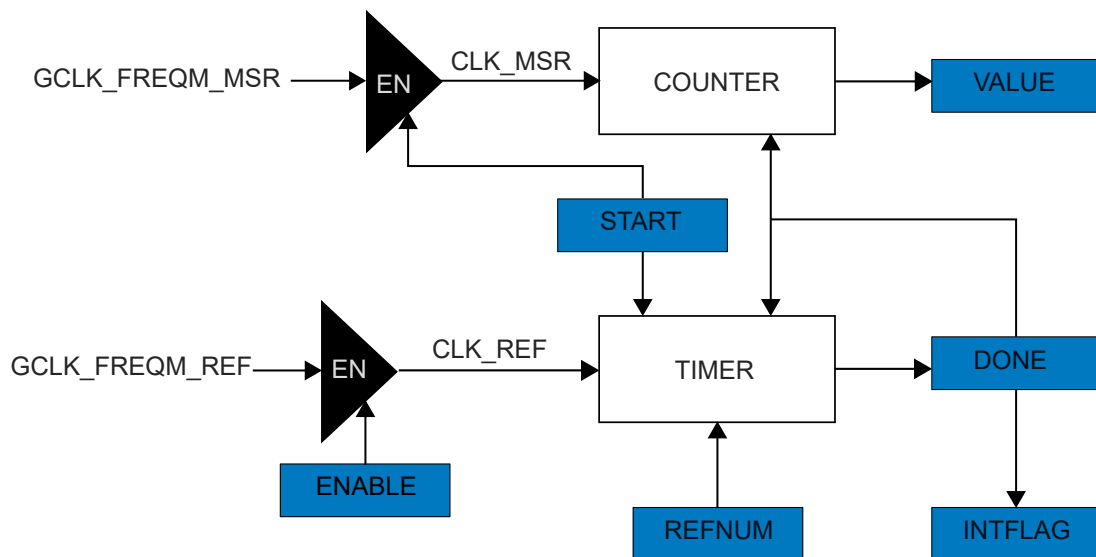 GCLK_FREQM_MSR
EN
CLK_MSR
COUNTER
VALUE
START
GCLK_FREQM_REF
EN
CLK_REF
TIMER
DONE
ENABLE
REFNUM
INTFLAG